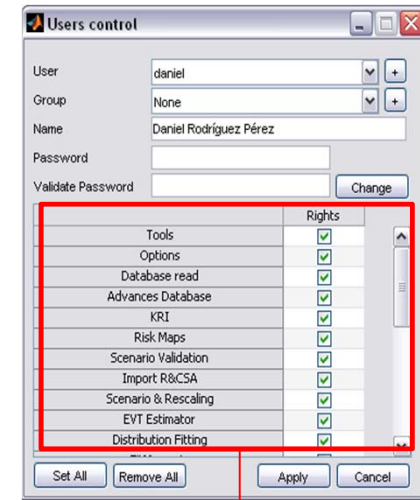 Users control
User daniel +
Group None +
Name Daniel Rodríguez Pérez
Password
Validate Password Change
Rights
Tools
Options
Database read
Advances Database
KRI
Risk Maps
Scenario Validation
Import R&CSA
Scenario & Rescaling
EVT Estimator
Distribution Fitting
Set All Remove All Apply Cancel